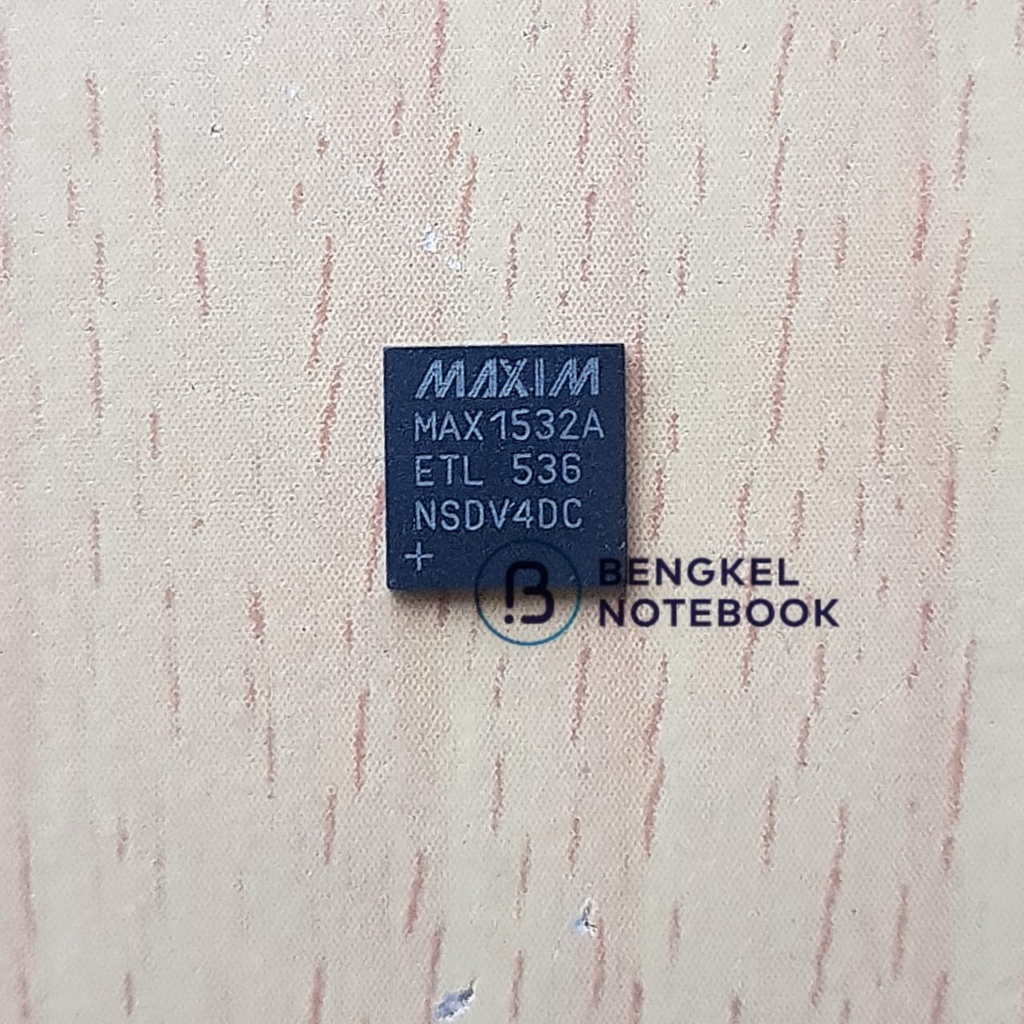 MAXIM
MAX1532A
ETL 536
NSDV4DC
+
BENGKEL
NOTEBOOK